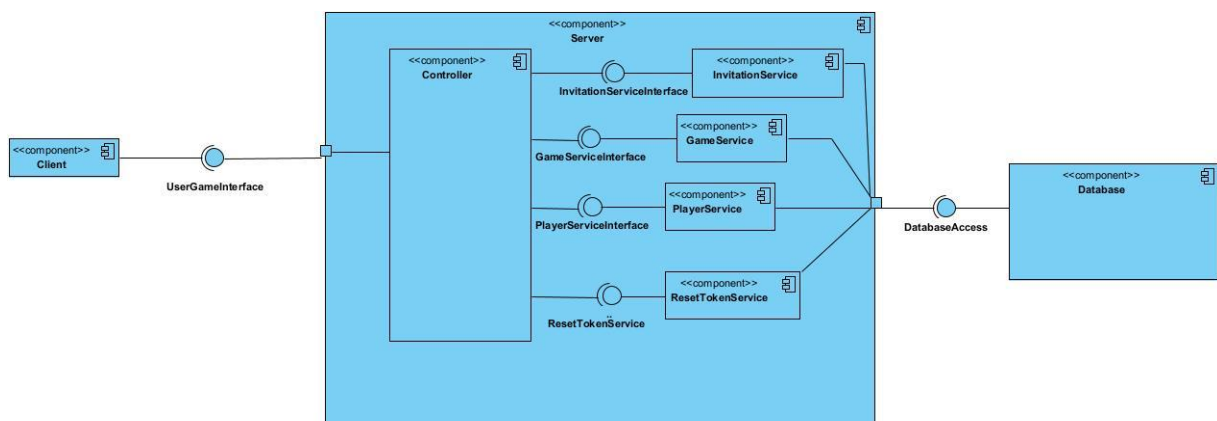 <<component>>
Server
<<component>>
Controller
<<component>>
InvitationService
InvitationServiceInterface
<<component>>
GameService
GameServiceInterface
<<component>>
Client
UserGameInterface
<<component>>
PlayerService
PlayerServiceInterface
<<component>>
Database
DatabaseAccess
<<component>>
ResetTokenService
ResetTokenService